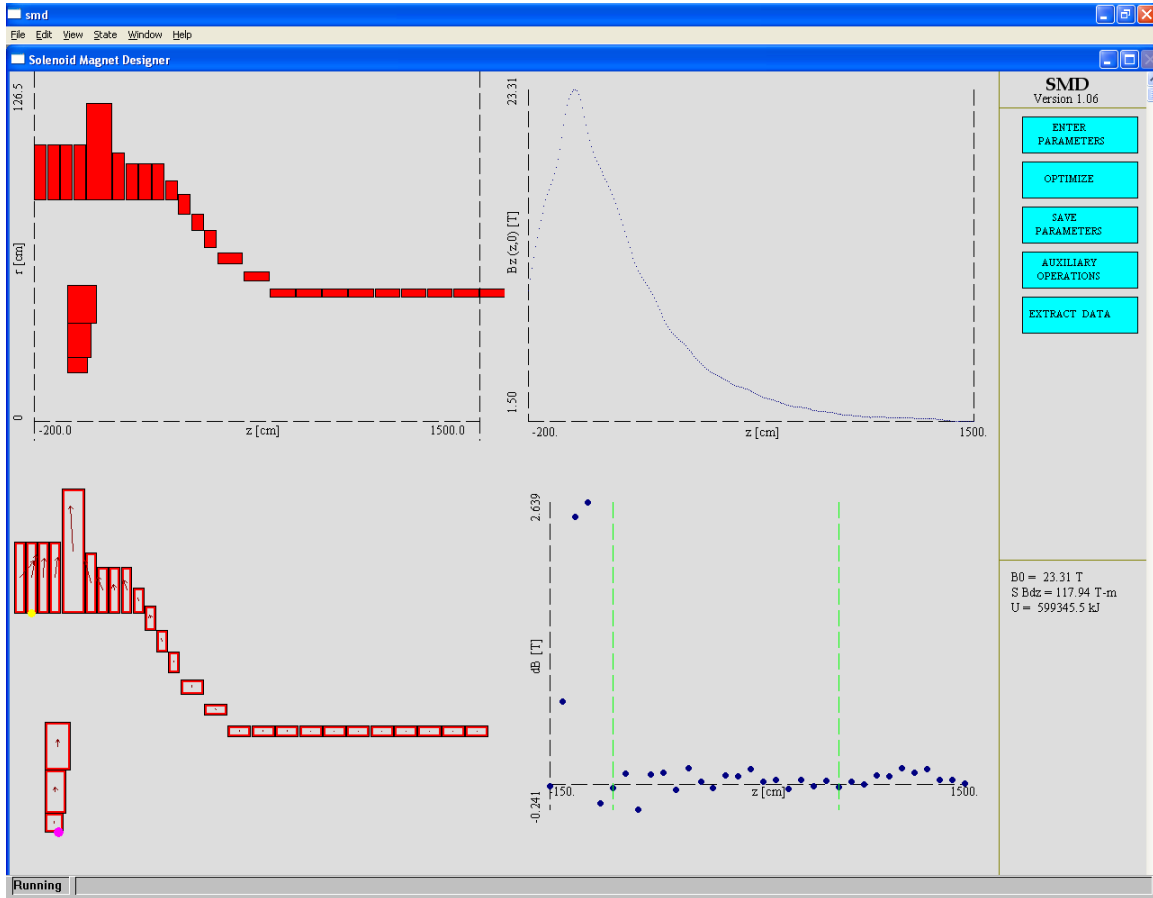 smd
File Edit View State Window Help
Solenoid Magnet Designer
126.5
r [cm]
0
-200.0
z [cm]
1500.0
23.31
Bz(z,0) [T]
1.50
-200.
z [cm]
1500.
SMD
Version 1.06
ENTER
PARAMETERS
OPTIMIZE
SAVE
PARAMETERS
AUXILIARY
OPERATIONS
EXTRACT DATA
2.639
dB [T]
-0.241
-150.
z [cm]
1500.
B0 = 23.31 T
S Bdz = 117.94 T-m
U = 599345.5 kJ
Running